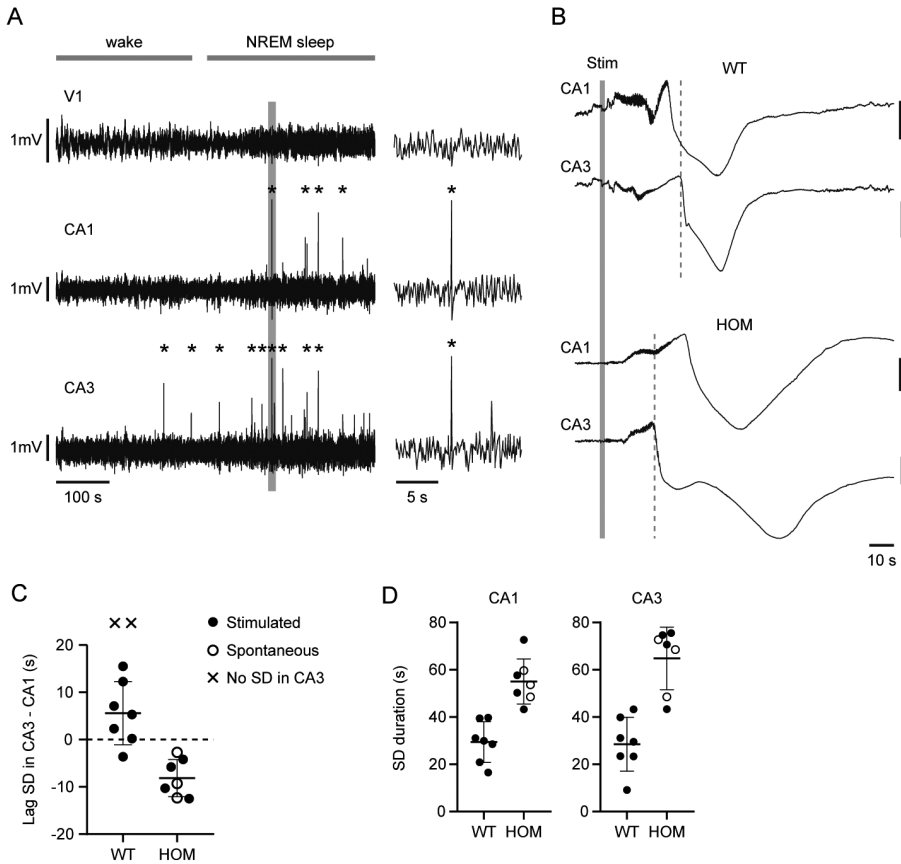 A
wake NREM sleep
V1
1mV
* * * * *
CA1
1mV
* * * * * * * * * *
CA3
1mV
100 s 5 s
B
Stim WT
CA1
CA3
HOM
CA1
CA3
10 s
C
×× ● Stimulated
○ Spontaneous
× No SD in CA3
Lag SD in CA3 - CA1 (s)
20
10
0
-10
-20
WT HOM
D
CA1 CA3
SD duration (s)
80 80
60 60
40 40
20 20
0 0
WT HOM WT HOM